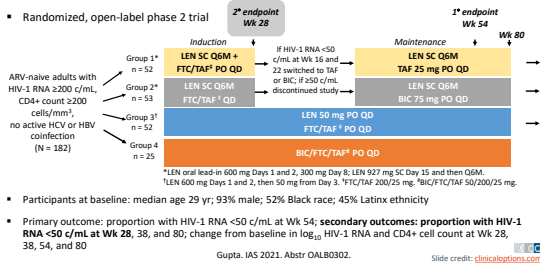 ▪ Randomized, open-label phase 2 trial
2° endpoint
Wk 28
1° endpoint
Wk 54
Wk 80
Induction
Maintenance
ARV-naive adults with
HIV-1 RNA ≥200 c/mL,
CD4+ count ≥200
cells/mm³,
no active HCV or HBV
coinfection
(N = 182)
Group 1*
n = 52
Group 2*
n = 53
Group 3†
n = 52
Group 4
n = 25
LEN SC Q6M +
FTC/TAF‡ PO QD
LEN SC Q6M
FTC/TAF ‡ QD
If HIV-1 RNA <50
c/mL at Wk 16 and
22 switched to TAF
or BIC; if ≥50 c/mL
discontinued study
LEN SC Q6M
TAF 25 mg PO QD
LEN SC Q6M
BIC 75 mg PO QD
LEN 50 mg PO QD
FTC/TAF ‡ PO QD
BIC/FTC/TAF# PO QD
*LEN oral lead-in 600 mg Days 1 and 2, 300 mg Day 8; LEN 927 mg SC Day 15 and then Q6M.
†LEN 600 mg Days 1 and 2, then 50 mg from Day 3. ‡FTC/TAF 200/25 mg. #BIC/FTC/TAF 50/200/25 mg.
▪ Participants at baseline: median age 29 yr; 93% male; 52% Black race; 45% Latinx ethnicity
▪ Primary outcome: proportion with HIV-1 RNA <50 c/mL at Wk 54; secondary outcomes: proportion with HIV-1
RNA <50 c/mL at Wk 28, 38, and 80; change from baseline in log₁₀ HIV-1 RNA and CD4+ cell count at Wk 28,
38, 54, and 80
Gupta. IAS 2021. Abstr OALB0302.
Slide credit: clinicaloptions.com